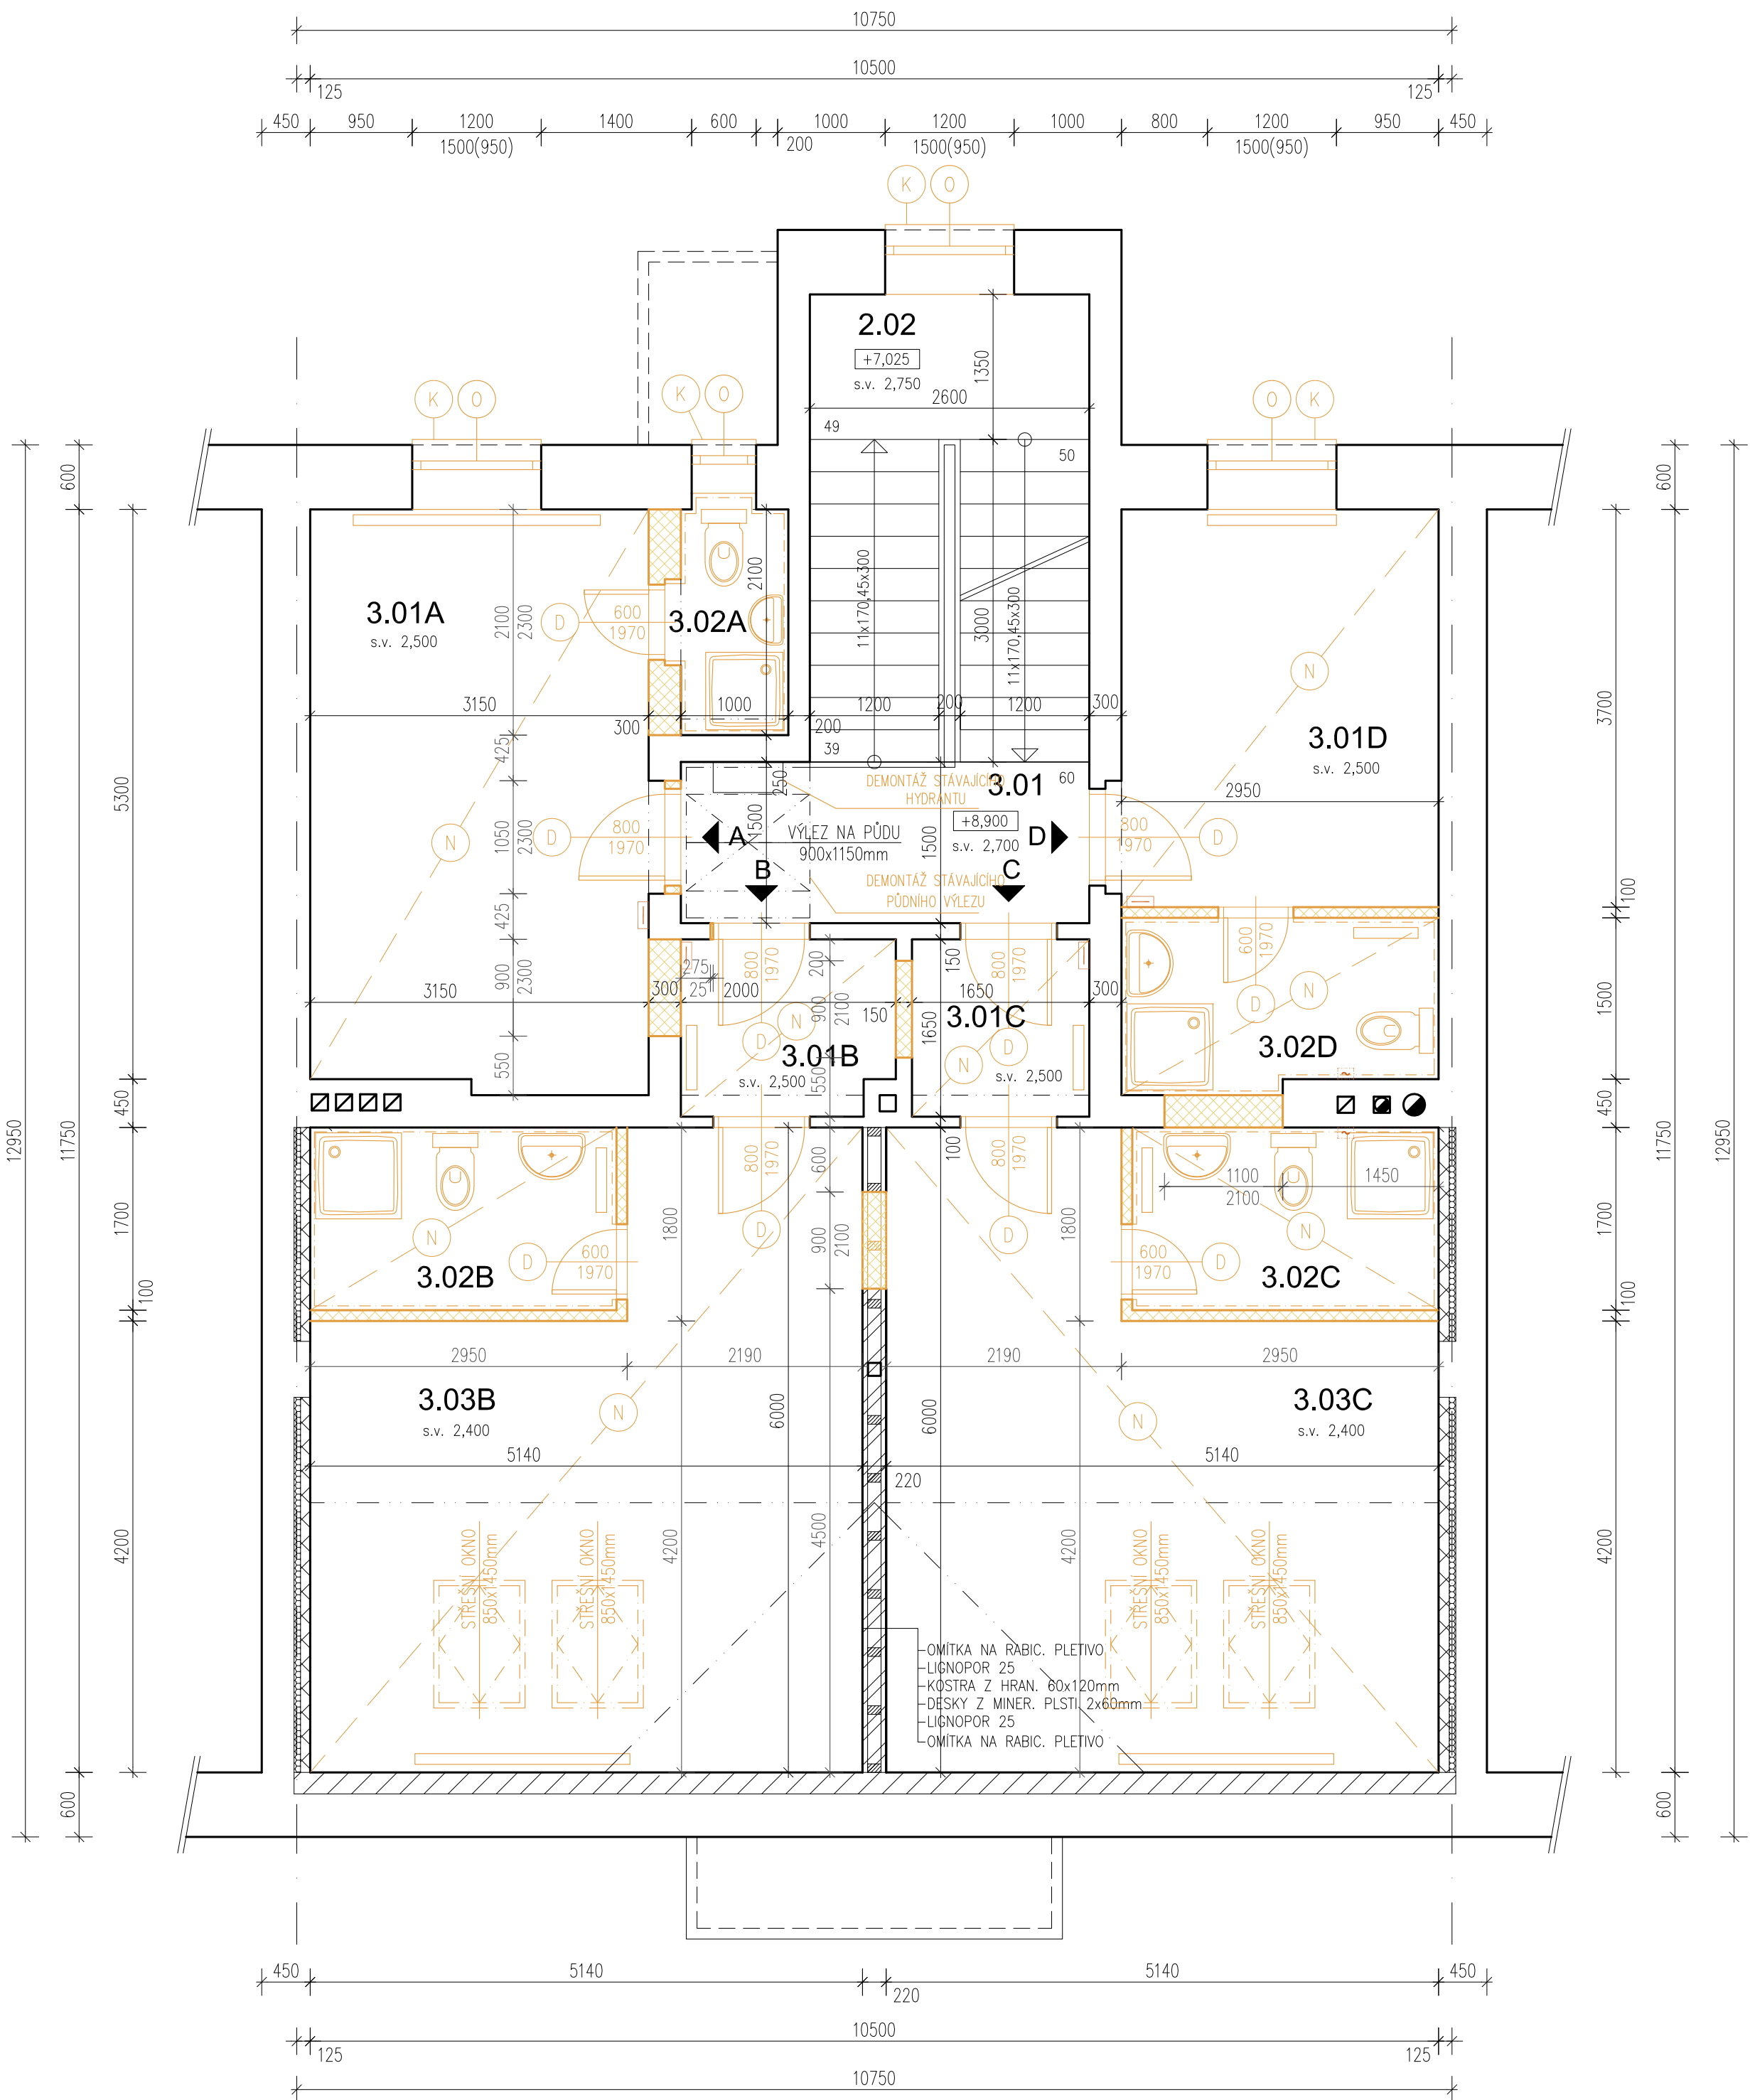 10750
10500
125
125
450
950
1200
1500(950)
1400
600
200
1000
1200
1500(950)
1000
800
1200
1500(950)
950
450
K
O
2.02
+7,025
s.v. 2,750
1350
2600
49
50
K
O
K
O
O
K
600
600
11x170,45x300
3000
11x170,45x300
2100
3.01A
s.v. 2,500
2100
2300
D
600
1970
3.02A
N
3.01D
s.v. 2,500
2950
3150
300
1000
200
1200
200
1200
300
39
60
425
250
DEMONTÁŽ STÁVAJÍCÍHO
HYDRANTU
3.01
+8,900
s.v. 2,700
5300
3700
N
D
800
1970
1050
2300
A
1500
VÝLEZ NA PŮDU
900x1150mm
1500
D
800
1970
D
B
C
DEMONTÁŽ STÁVAJÍCÍHO
PŮDNÍHO VÝLEZU
425
100
900
2300
275
25
800
1970
200
150
800
1970
600
1970
3150
300
2000
900
2100
150
1650
300
3.01C
1650
D
N
1500
N
D
3.01B
s.v. 2,500
D
N
s.v. 2,500
3.02D
550
550
450
450
12950
11750
11750
12950
800
1970
600
100
800
1970
1100
2100
1450
1700
1700
N
D
600
1970
1800
D
900
2100
D
1800
600
1970
D
N
3.02B
3.02C
100
100
2950
2190
2190
2950
3.03B
s.v. 2,400
N
6000
6000
N
3.03C
s.v. 2,400
5140
220
5140
4200
4200
STŘEŠNÍ OKNO
850x1450mm
STŘEŠNÍ OKNO
850x1450mm
4200
4500
4200
STŘEŠNÍ OKNO
850x1450mm
STŘEŠNÍ OKNO
850x1450mm
OMÍTKA NA RABIC. PLETIVO
LIGNOPOR 25
KOSTRA Z HRAN. 60x120mm
DESKY Z MINER. PLSTI 2x60mm
LIGNOPOR 25
OMÍTKA NA RABIC. PLETIVO
600
600
450
5140
220
5140
450
10500
125
125
10750